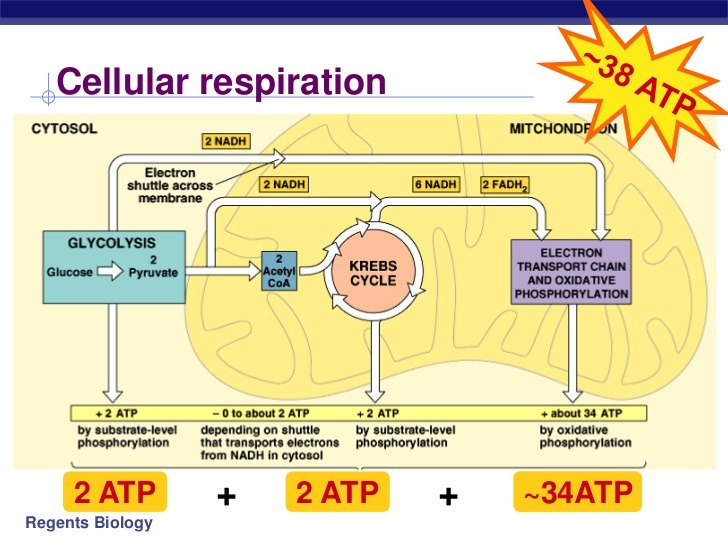 Cellular respiration
~38 ATP
CYTOSOL
MITCHONDRION
2 NADH
Electron
shuttle across
membrane
2 NADH
6 NADH
2 FADH₂
GLYCOLYSIS
Glucose
2
Pyruvate
2
Acetyl
CoA
KREBS
CYCLE
ELECTRON
TRANSPORT CHAIN
AND OXIDATIVE
PHOSPHORYLATION
+ 2 ATP
by substrate-level
phosphorylation
– 0 to about 2 ATP
depending on shuttle
that transports electrons
from NADH in cytosol
+ 2 ATP
by substrate-level
phosphorylation
+ about 34 ATP
by oxidative
phosphorylation
2 ATP + 2 ATP + ~34ATP
Regents Biology